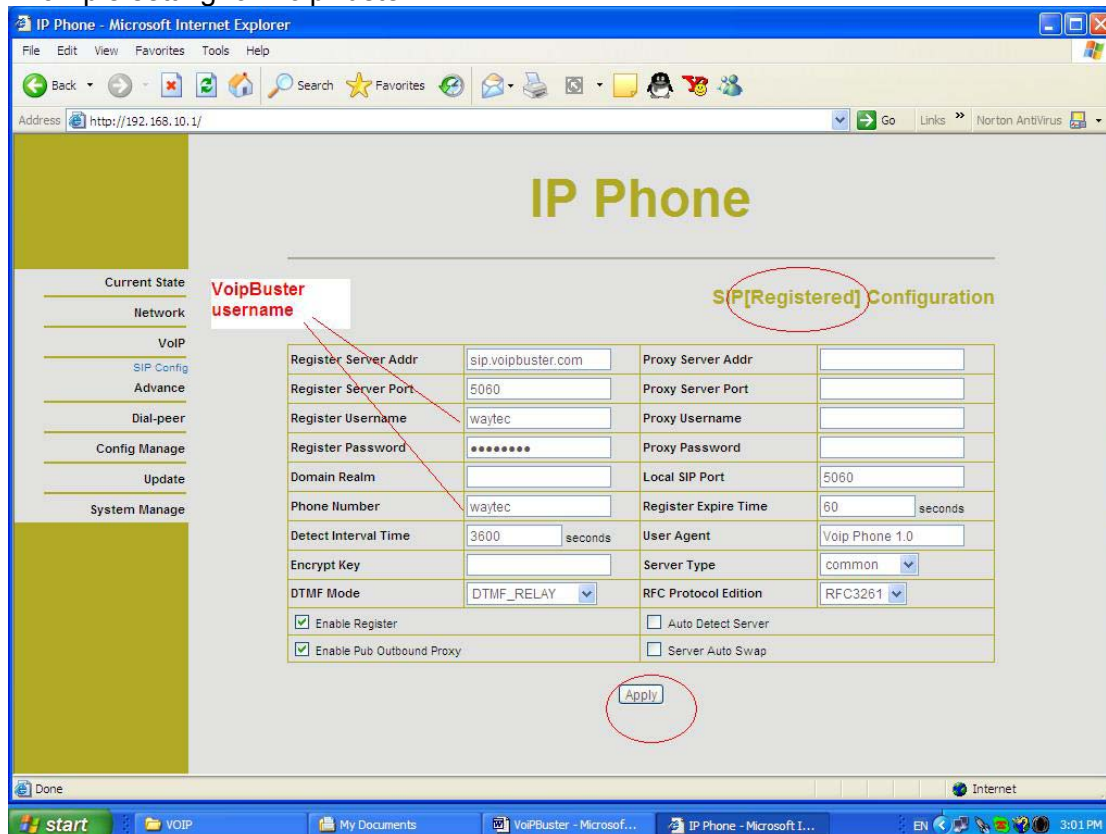 IP Phone - Microsoft Internet Explorer
File Edit View Favorites Tools Help
Back Search Favorites
Address http://192.168.10.1/ Go Links » Norton AntiVirus
IP Phone
Current State
Network
VoIP
SIP Config
Advance
Dial-peer
Config Manage
Update
System Manage
VoipBuster
username
SIP[Registered] Configuration
Register Server Addr sip.voipbuster.com Proxy Server Addr
Register Server Port 5060 Proxy Server Port
Register Username waytec Proxy Username
Register Password •••••••• Proxy Password
Domain Realm Local SIP Port 5060
Phone Number waytec Register Expire Time 60 seconds
Detect Interval Time 3600 seconds User Agent Voip Phone 1.0
Encrypt Key Server Type common
DTMF Mode DTMF_RELAY RFC Protocol Edition RFC3261
Enable Register Auto Detect Server
Enable Pub Outbound Proxy Server Auto Swap
Apply
Done Internet
start VOIP My Documents VoiPBuster - Microsof... IP Phone - Microsoft I... EN 3:01 PM